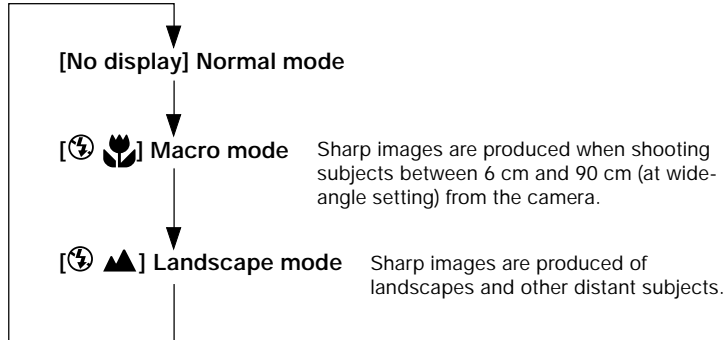 [No display] Normal mode
[ ] Macro mode
Sharp images are produced when shooting
subjects between 6 cm and 90 cm (at wide-
angle setting) from the camera.
[ ] Landscape mode
Sharp images are produced of
landscapes and other distant subjects.